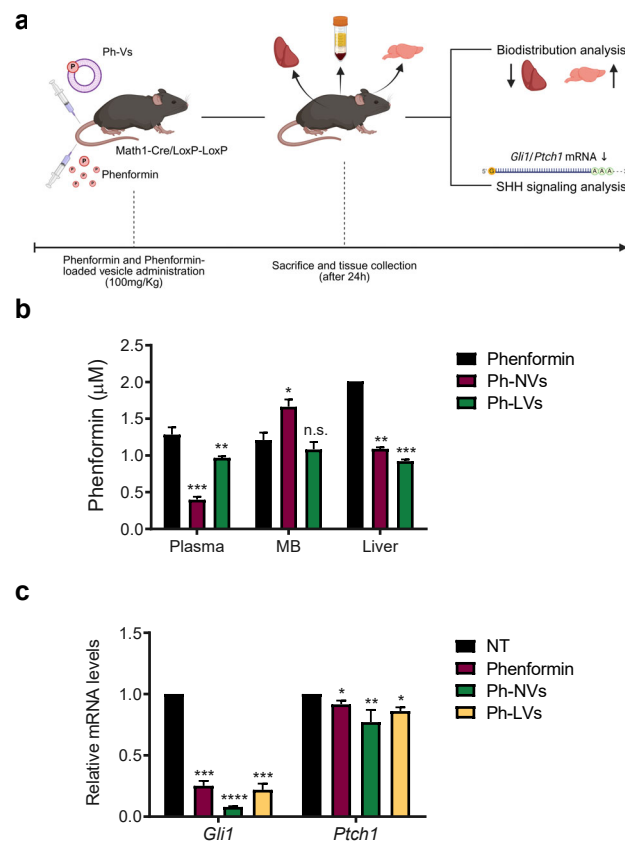 a
Ph-Vs
P
Math1-Cre/LoxP-LoxP
P
Phenformin
P P P P P P
Biodistribution analysis
Gli1/Ptch1 mRNA ↓
5' G A A A 3'
SHH signaling analysis
Phenformin and Phenformin-
loaded vesicle administration
(100mg/Kg)
Sacrifice and tissue collection
(after 24h)
b
Phenformin (µM)
2.5
2.0
1.5
1.0
0.5
0.0
*** ** * n.s. ** ***
Plasma MB Liver
Phenformin
Ph-NVs
Ph-LVs
c
Relative mRNA levels
1.5
1.0
0.5
0.0
*** **** *** * ** *
Gli1 Ptch1
NT
Phenformin
Ph-NVs
Ph-LVs